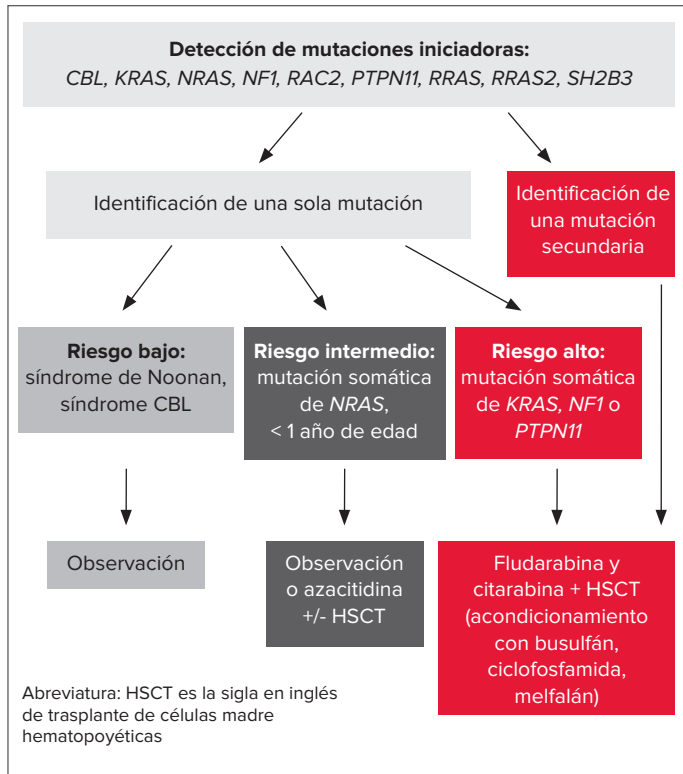 Detección de mutaciones iniciadoras:
CBL, KRAS, NRAS, NF1, RAC2, PTPN11, RRAS, RRAS2, SH2B3
Identificación de una sola mutación
Identificación de
una mutación
secundaria
Riesgo bajo:
síndrome de Noonan,
síndrome CBL
Riesgo intermedio:
mutación somática
de NRAS,
< 1 año de edad
Riesgo alto:
mutación somática
de KRAS, NF1 o
PTPN11
Observación
Observación
o azacitidina
+/- HSCT
Fludarabina y
citarabina + HSCT
(acondicionamiento
con busulfán,
ciclofosfamida,
melfalán)
Abreviatura: HSCT es la sigla en inglés
de trasplante de células madre
hematopoyéticas